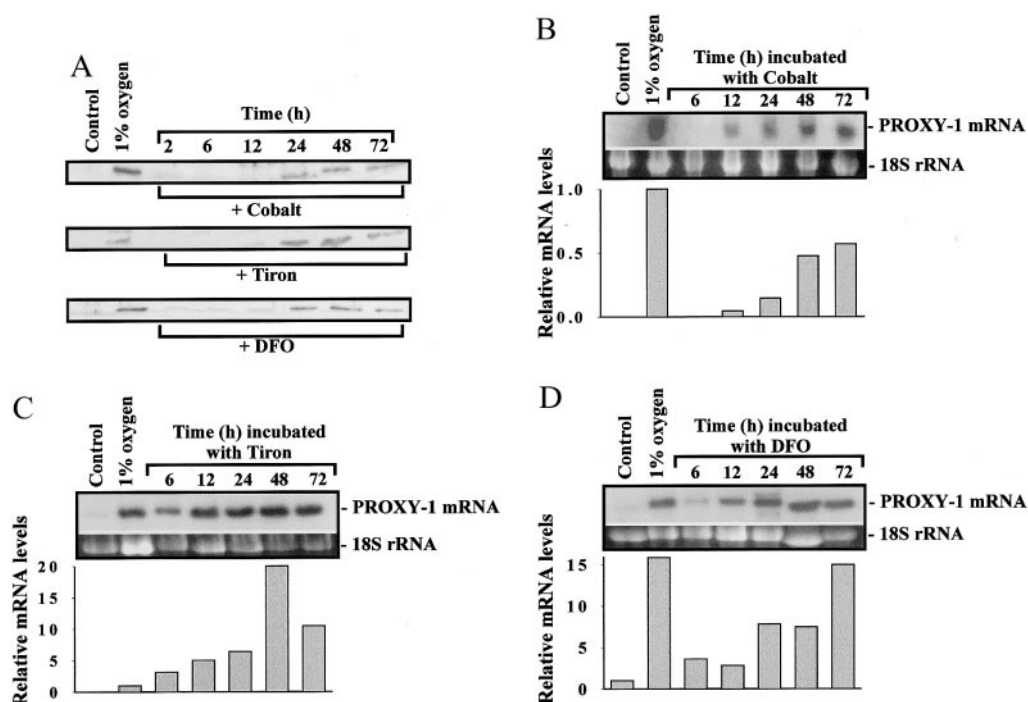 A
Control
1% oxygen
Time (h)
2 6 12 24 48 72
+ Cobalt
+ Tiron
+ DFO
B
Control
1% oxygen
Time (h) incubated
with Cobalt
6 12 24 48 72
- PROXY-1 mRNA
- 18S rRNA
Relative mRNA levels
1.0
0.5
0.0
C
Control
1% oxygen
Time (h) incubated
with Tiron
6 12 24 48 72
- PROXY-1 mRNA
- 18S rRNA
Relative mRNA levels
20
15
10
5
0
D
Control
1% oxygen
Time (h) incubated
with DFO
6 12 24 48 72
- PROXY-1 mRNA
- 18S rRNA
Relative mRNA levels
15
10
5
0